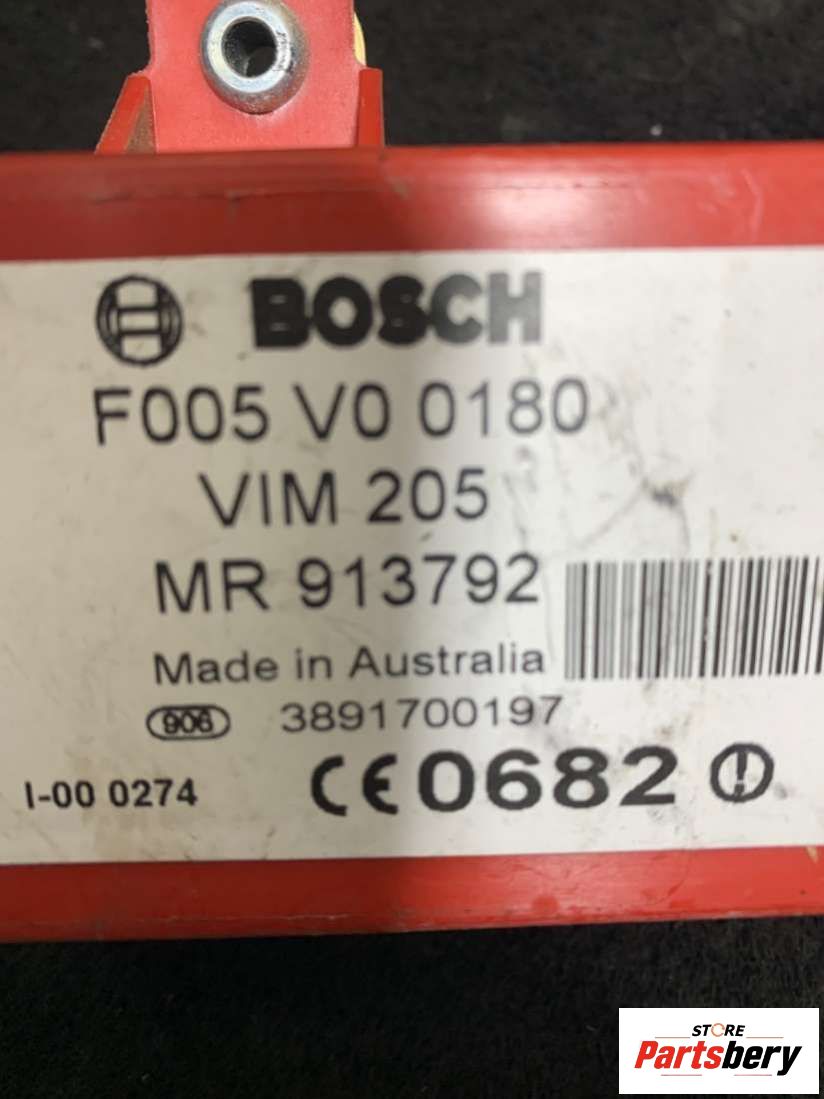 BOSCH
F005 V0 0180
VIM 205
MR 913792
Made in Australia
906 3891700197
I-00 0274 CE0682
STORE
Partsbery